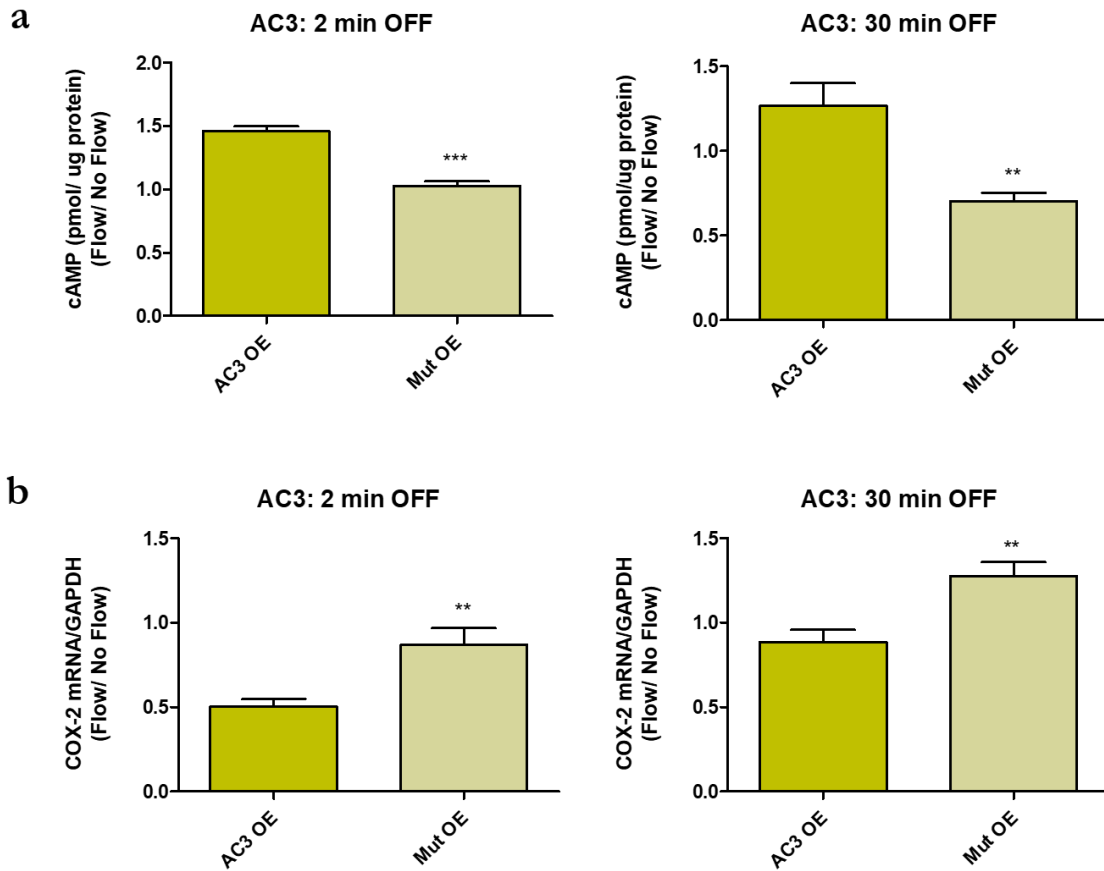 a
AC3: 2 min OFF
cAMP (pmol/ ug protein)
(Flow/ No Flow)
2.0
1.5
1.0
0.5
0.0
***
AC3 OE
Mut OE
AC3: 30 min OFF
cAMP (pmol/ug protein)
(Flow/ No Flow)
1.5
1.0
0.5
0.0
**
AC3 OE
Mut OE
b
AC3: 2 min OFF
COX-2 mRNA/GAPDH
(Flow/ No Flow)
1.5
1.0
0.5
0.0
**
AC3 OE
Mut OE
AC3: 30 min OFF
COX-2 mRNA/GAPDH
(Flow/ No Flow)
1.5
1.0
0.5
0.0
**
AC3 OE
Mut OE